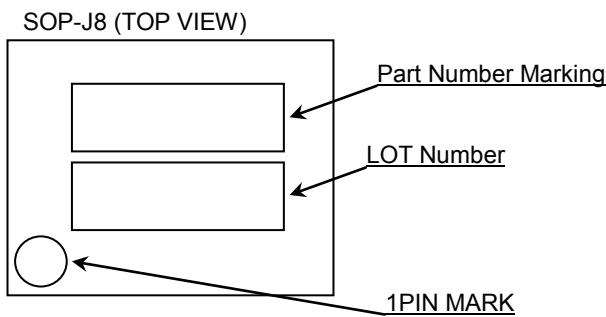 SOP-J8 (TOP VIEW)
Part Number Marking
LOT Number
1PIN MARK